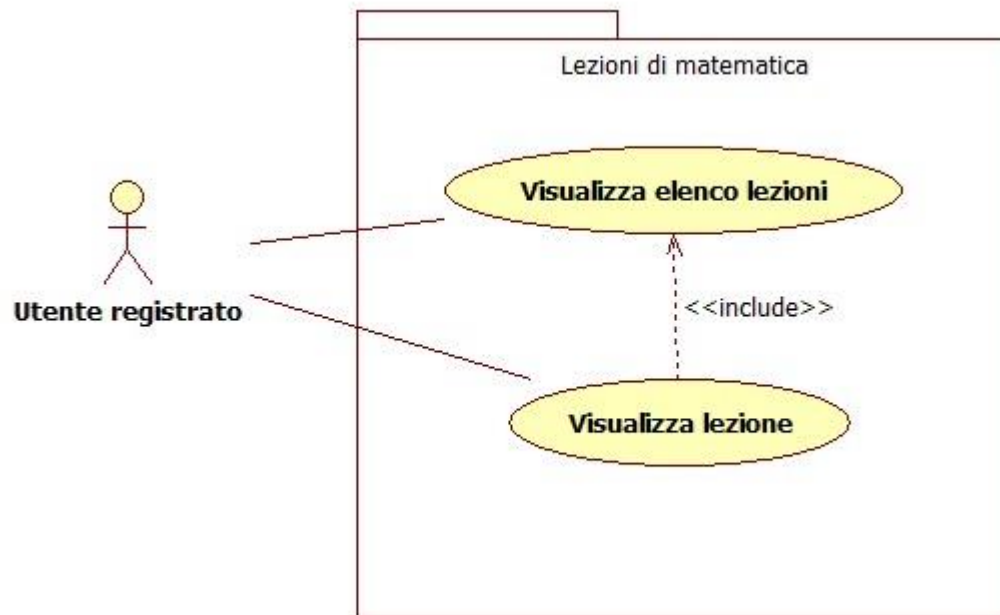 Lezioni di matematica
Visualizza elenco lezioni
Utente registrato
<<include>>
Visualizza lezione